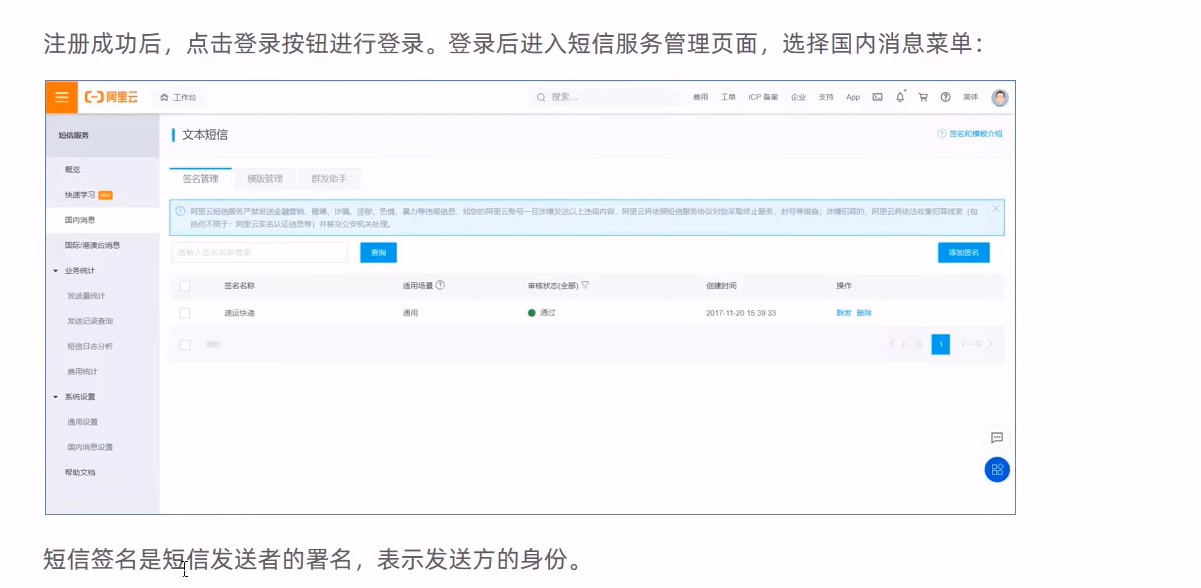 注册成功后，点击登录按钮进行登录。登录后进入短信服务管理页面，选择国内消息菜单：
阿里云 工作台 搜索... 费用 工单 ICP 备案 企业 支持 App 简体
短信服务
文本短信
签名和模板介绍
概览
快速学习
国内消息
国际/港澳台消息
业务统计
发送量统计
发送记录查询
短信日志分析
费用统计
系统设置
通用设置
国内消息设置
帮助文档
签名管理 模版管理 群发助手
阿里云短信服务严禁发送金融营销、赌博、诈骗、淫秽、色情、暴力等违规信息，如您的阿里云账号一旦涉嫌发送以上违规内容，阿里云将依照短信服务协议对您采取终止服务，封号等措施；涉嫌犯罪的，阿里云将依法收集犯罪线索（包
括但不限于：阿里云实名认证信息等）并移交公安机关处理。
请输入签名名称搜索 查询 添加签名
签名名称 适用场景 审核状态(全部) 创建时间 操作
速运快递 通用 通过 2017-11-20 15:39:33 群发 删除
删除 上一页 1 下一页
短信签名是短信发送者的署名，表示发送方的身份。